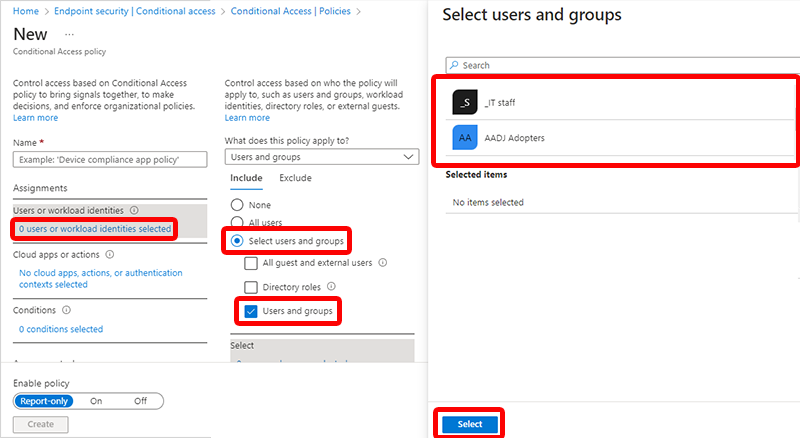 Home > Endpoint security | Conditional access > Conditional Access | Policies >
New ...
Conditional Access policy
Control access based on Conditional Access
policy to bring signals together, to make
decisions, and enforce organizational policies.
Learn more
Name *
Example: 'Device compliance app policy'
Assignments
Users or workload identities
0 users or workload identities selected
Cloud apps or actions
No cloud apps, actions, or authentication
contexts selected
Conditions
0 conditions selected
Control access based on who the policy will
apply to, such as users and groups, workload
identities, directory roles, or external guests.
Learn more
What does this policy apply to?
Users and groups
Include Exclude
None
All users
Select users and groups
All guest and external users
Directory roles
Users and groups
Select
Enable policy
Report-only On Off
Create
Select users and groups
Search
_S _IT staff
AA AADJ Adopters
Selected items
No items selected
Select